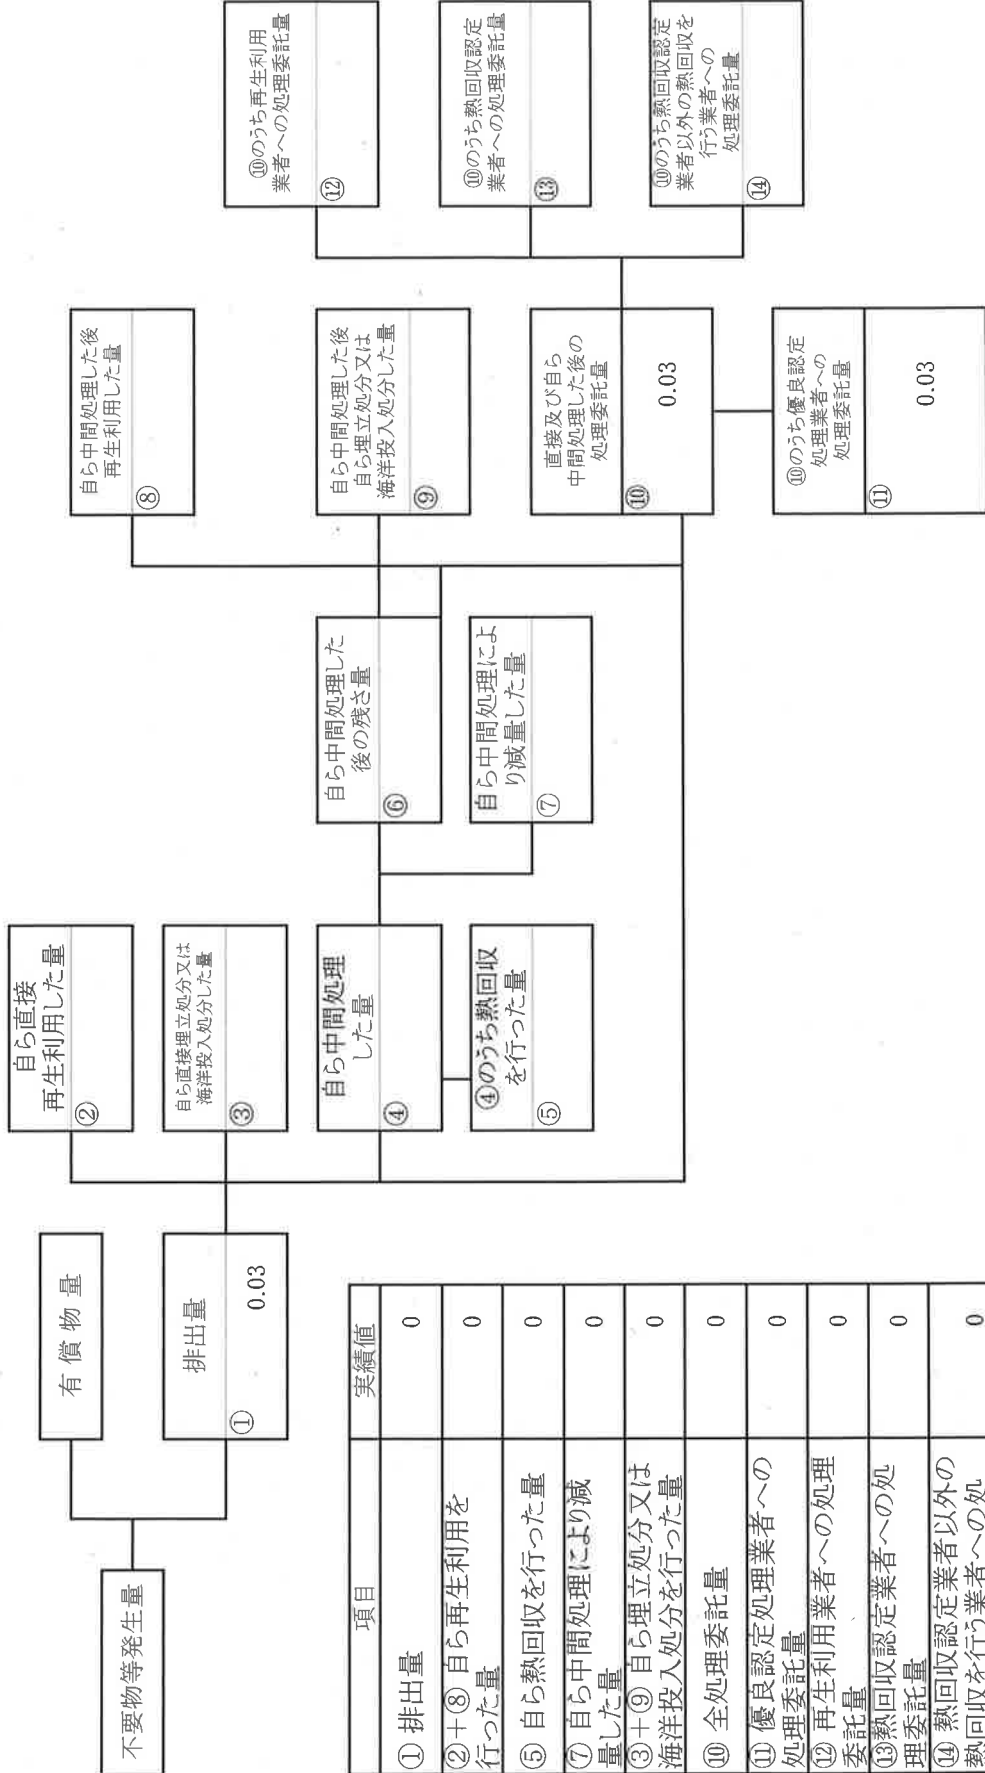 不要物等発生量
有償物量
排出量
①
0.03
自ら直接
再生利用した量
②
自ら直接埋立処分又は
海洋投入処分した量
③
自ら中間処理
した量
④
④のうち熱回収
を行った量
⑤
自ら中間処理した
後の残さ量
⑥
自ら中間処理によ
り減量した量
⑦
自ら中間処理した後
再生利用した量
⑧
自ら中間処理した後
自ら埋立処分又は
海洋投入処分した量
⑨
直接及び自ら
中間処理した後の
処理委託量
⑩
0.03
⑩のうち優良認定
処理業者への
処理委託量
⑪
0.03
⑩のうち再生利用
業者への処理委託量
⑫
⑩のうち熱回収認定
業者への処理委託量
⑬
⑩のうち熱回収認定
業者以外の熱回収を
行う業者への
処理委託量
⑭
項目 実績値
① 排出量 0
②+⑧ 自ら再生利用を
行った量 0
⑤ 自ら熱回収を行った量 0
⑦ 自ら中間処理により減
量した量 0
③+⑨ 自ら埋立処分又は
海洋投入処分を行った量 0
⑩ 全処理委託量 0
⑪ 優良認定処理業者への
処理委託量 0
⑫ 再生利用業者への処理
委託量 0
⑬熱回収認定業者への処
理委託量 0
⑭ 熱回収認定業者以外の
熱回収を行う業者への処 0